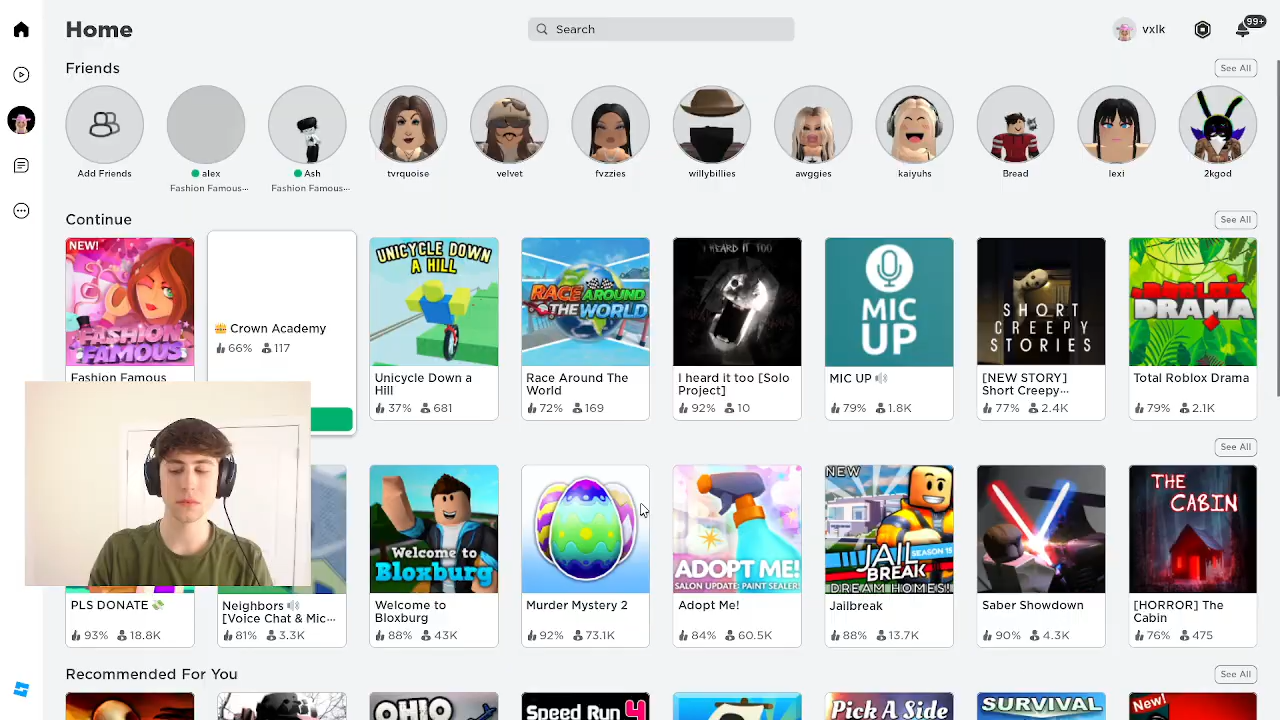 Home
Search
vxlk
99+
Friends
See All
Add Friends
alex
Fashion Famous...
Ash
Fashion Famous...
tvrquoise
velvet
fvzzies
willybillies
awggies
kaiyuhs
Bread
lexi
2kgod
Continue
See All
NEW!
FASHION
FAMOUS
Fashion Famous
Crown Academy
66% 117
UNICYCLE DOWN
A HILL
Unicycle Down a
Hill
37% 681
RACE AROUND
THE WORLD
Race Around The
World
72% 169
I HEARD IT TOO
I heard it too [Solo
Project]
92% 10
MIC
UP
MIC UP
79% 1.8K
SHORT
CREEPY
STORIES
[NEW STORY]
Short Creepy...
77% 2.4K
ROBLOX
DRAMA
Total Roblox Drama
79% 2.1K
See All
PLS DONATE
93% 18.8K
Neighbors
[Voice Chat & Mic...
81% 3.3K
Welcome to
Bloxburg
Welcome to
Bloxburg
88% 43K
Murder Mystery 2
92% 73.1K
ADOPT ME!
SALON UPDATE: PAINT SEALER!
Adopt Me!
84% 60.5K
NEW
JAIL
BREAK
SEASON 15
DREAM HOMES!
Jailbreak
88% 13.7K
Saber Showdown
90% 4.3K
THE
CABIN
[HORROR] The
Cabin
76% 475
Recommended For You
See All
OHIO
Speed Run 4
Pick A Side
SURVIVAL
New!